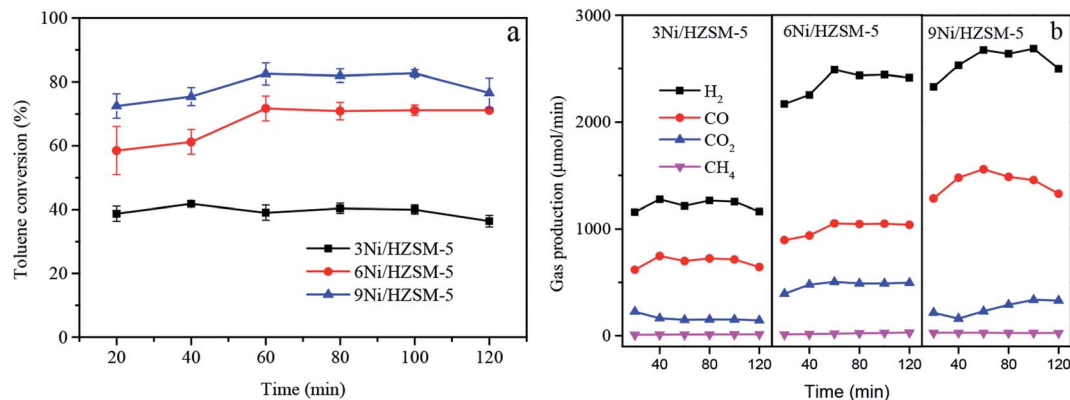 a
Toluene conversion (%)
100
80
60
40
20
0
3Ni/HZSM-5
6Ni/HZSM-5
9Ni/HZSM-5
20 40 60 80 100 120
Time (min)
b
Gas production (μmol/min)
3000
2000
1000
0
3Ni/HZSM-5 6Ni/HZSM-5 9Ni/HZSM-5
H₂
CO
CO₂
CH₄
40 80 120 40 80 120 40 80 120
Time (min)